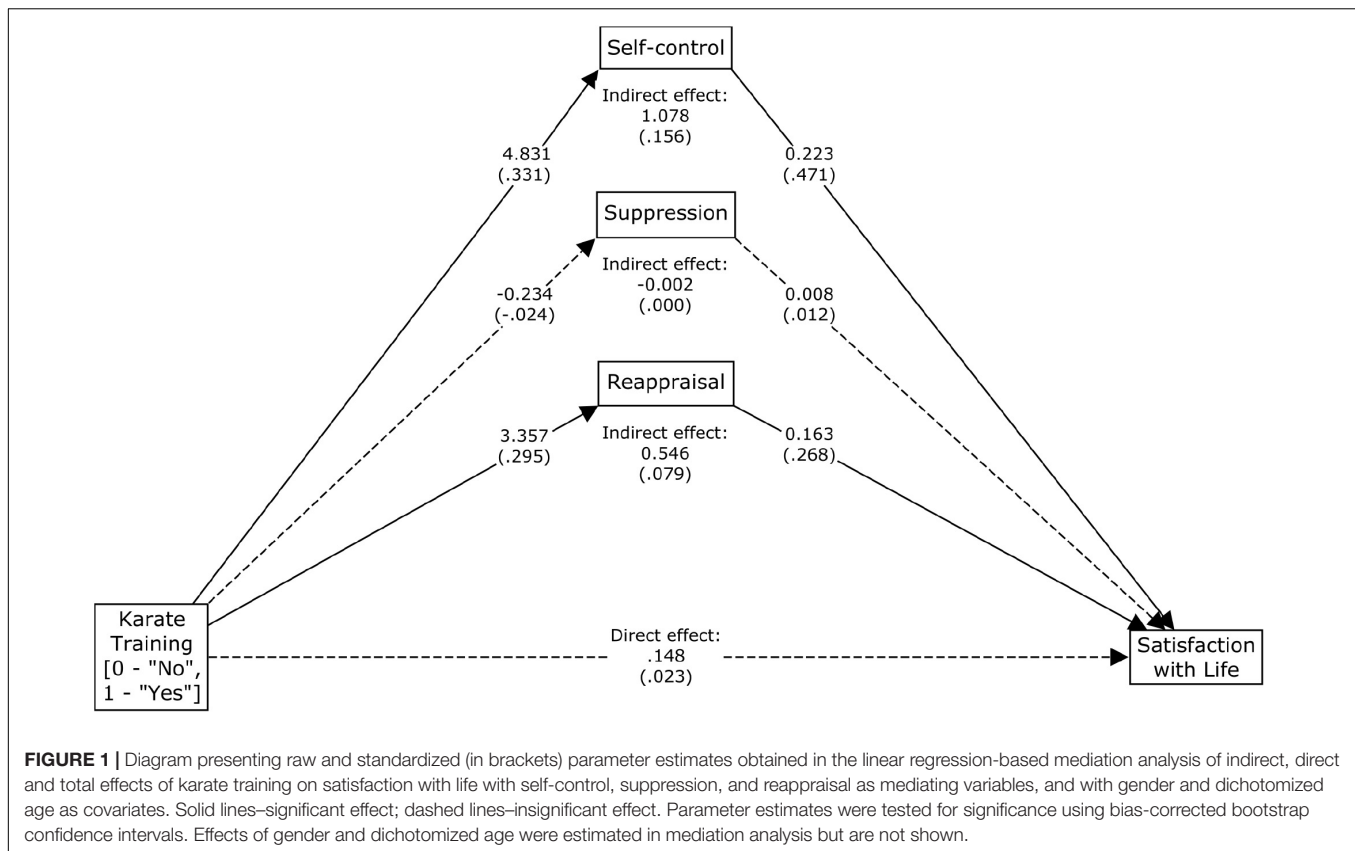 Self-control
Indirect effect:
1.078
(.156)
4.831
(.331)
0.223
(.471)
Suppression
Indirect effect:
-0.002
(.000)
-0.234
(-.024)
0.008
(.012)
Reappraisal
Indirect effect:
0.546
(.079)
3.357
(.295)
0.163
(.268)
Karate
Training
[0 - "No",
1 - "Yes"]
Direct effect:
.148
(.023)
Satisfaction
with Life
FIGURE 1 | Diagram presenting raw and standardized (in brackets) parameter estimates obtained in the linear regression-based mediation analysis of indirect, direct
and total effects of karate training on satisfaction with life with self-control, suppression, and reappraisal as mediating variables, and with gender and dichotomized
age as covariates. Solid lines–significant effect; dashed lines–insignificant effect. Parameter estimates were tested for significance using bias-corrected bootstrap
confidence intervals. Effects of gender and dichotomized age were estimated in mediation analysis but are not shown.